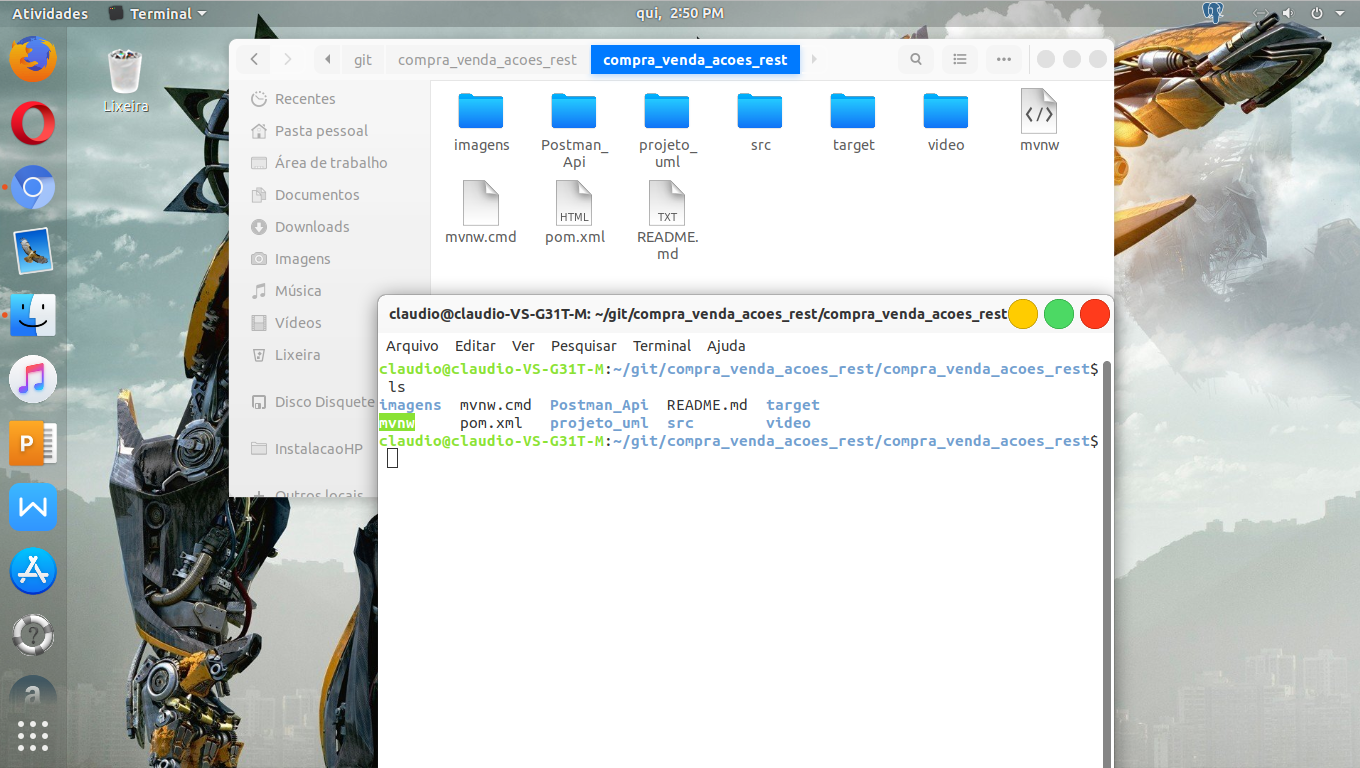 Atividades Terminal qui, 2:50 PM
Lixeira
git compra_venda_acoes_rest compra_venda_acoes_rest
Recentes
Pasta pessoal
Área de trabalho
Documentos
Downloads
Imagens
Música
Vídeos
Lixeira
Disco Disquete
InstalacaoHP
Outros locais
imagens
Postman_
Api
projeto_
uml
src
target
video
mvnw
mvnw.cmd
HTML
pom.xml
TXT
README.
md
claudio@claudio-VS-G31T-M: ~/git/compra_venda_acoes_rest/compra_venda_acoes_rest
Arquivo Editar Ver Pesquisar Terminal Ajuda
claudio@claudio-VS-G31T-M:~/git/compra_venda_acoes_rest/compra_venda_acoes_rest$
ls
imagens mvnw.cmd Postman_Api README.md target
mvnw pom.xml projeto_uml src video
claudio@claudio-VS-G31T-M:~/git/compra_venda_acoes_rest/compra_venda_acoes_rest$
P
W
?
a